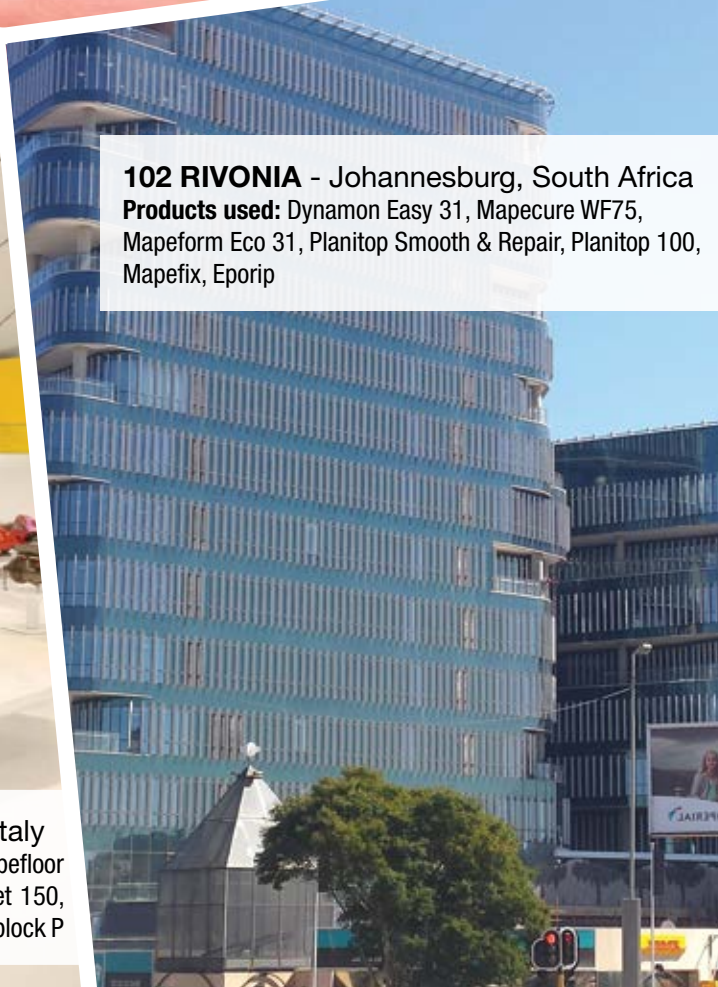 102 RIVONIA - Johannesburg, South Africa
Products used: Dynamon Easy 31, Mapecure WF75,
Mapeform Eco 31, Planitop Smooth & Repair, Planitop 100,
Mapefix, Eporip
taly
pefloor
et 150,
block P